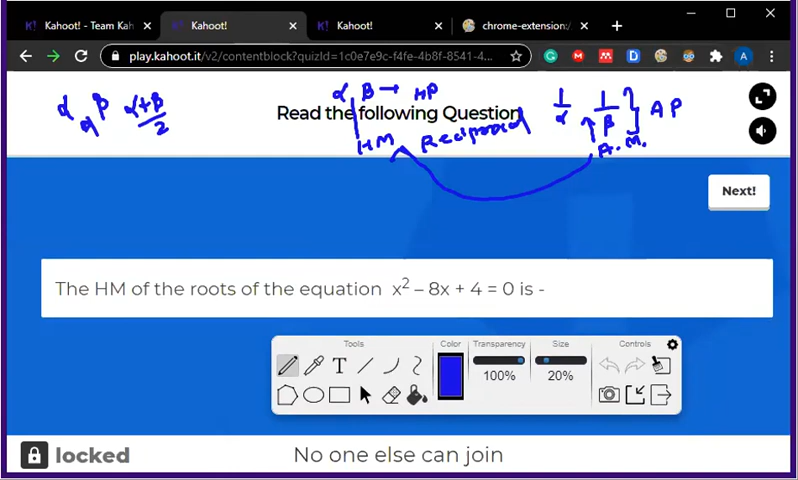 Kahoot! - Team Kah
Kahoot!
Kahoot!
chrome-extension:/
play.kahoot.it/v2/contentblock?quizId=1c0e7e9c-f4fe-4b8f-8541-4...
α β α+β/2
α β → HP
Read the following Question
HM Reciprocal
1/α 1/β AP
A.M.
Next!
The HM of the roots of the equation x² – 8x + 4 = 0 is -
Tools Color Transparency Size Controls
100% 20%
locked
No one else can join